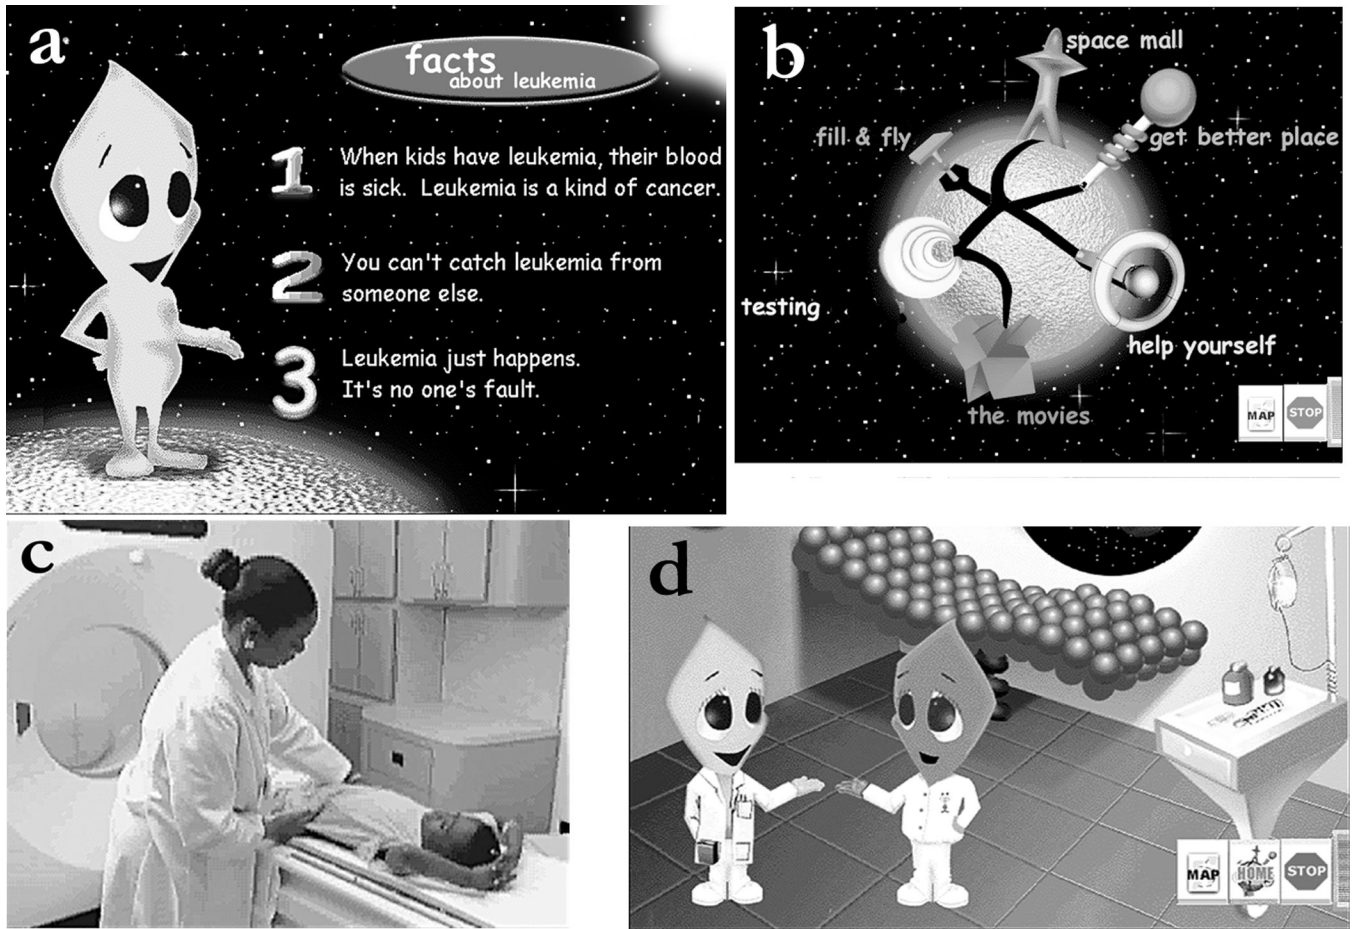 a
facts
about leukemia
1
When kids have leukemia, their blood
is sick. Leukemia is a kind of cancer.
2
You can't catch leukemia from
someone else.
3
Leukemia just happens.
It's no one's fault.
b
space mall
fill & fly
get better place
testing
help yourself
the movies
MAP
STOP
c
d
MAP
HOME
STOP